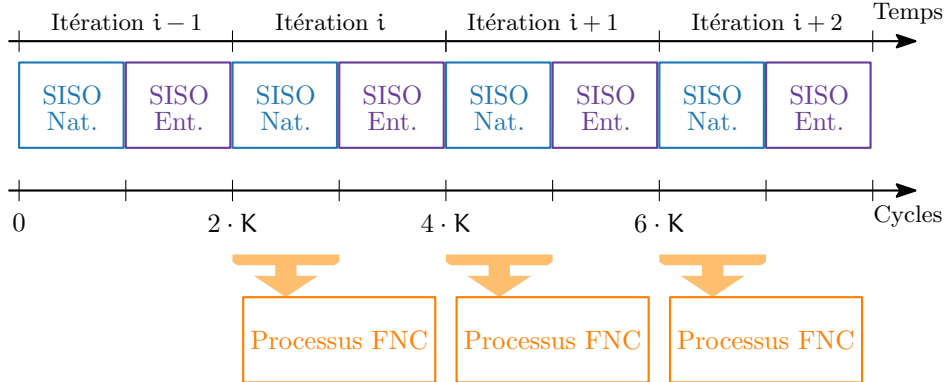 Temps
Itération i − 1 Itération i Itération i + 1 Itération i + 2
SISO Nat. SISO Ent. SISO Nat. SISO Ent. SISO Nat. SISO Ent. SISO Nat. SISO Ent.
0 2 · K 4 · K 6 · K
Cycles
Processus FNC Processus FNC Processus FNC